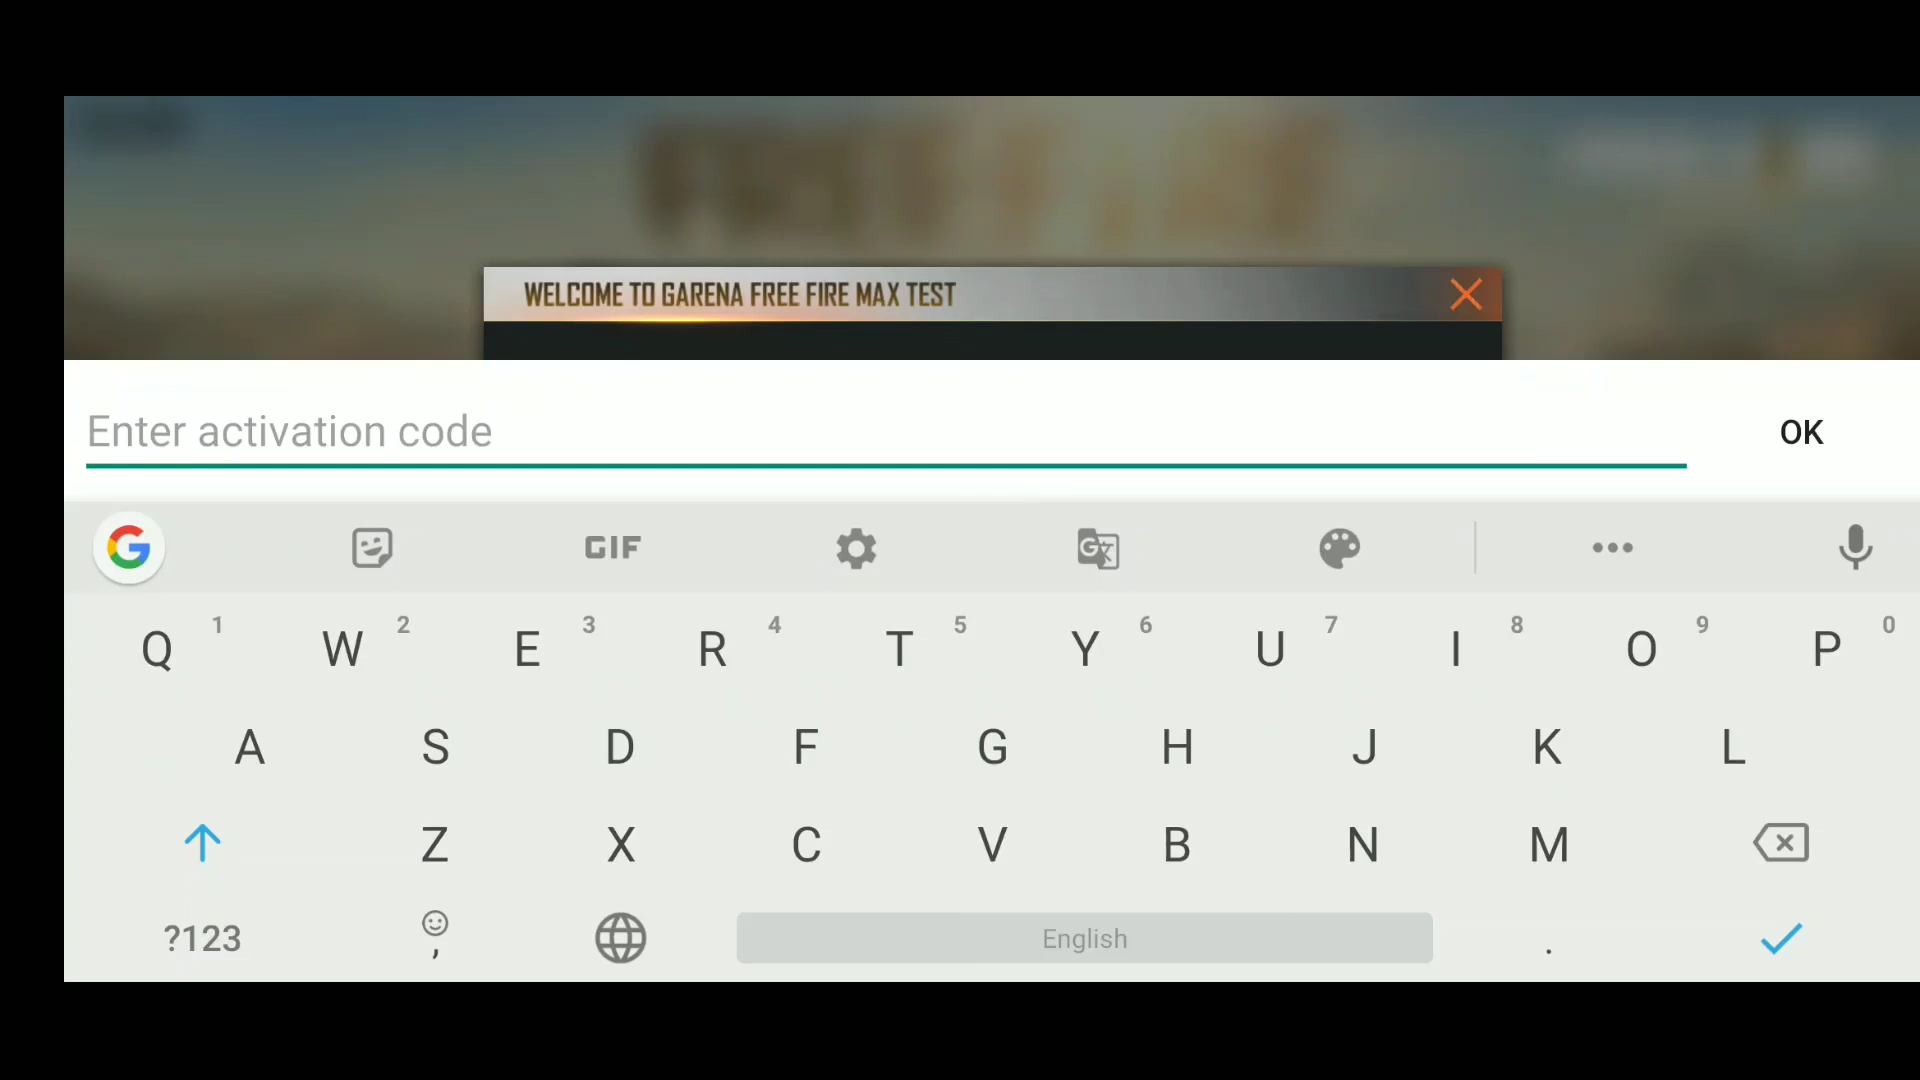 WELCOME TO GARENA FREE FIRE MAX TEST
Enter activation code
OK
GIF
Q 1 W 2 E 3 R 4 T 5 Y 6 U 7 I 8 O 9 P 0
A S D F G H J K L
Z X C V B N M
?123 , English .